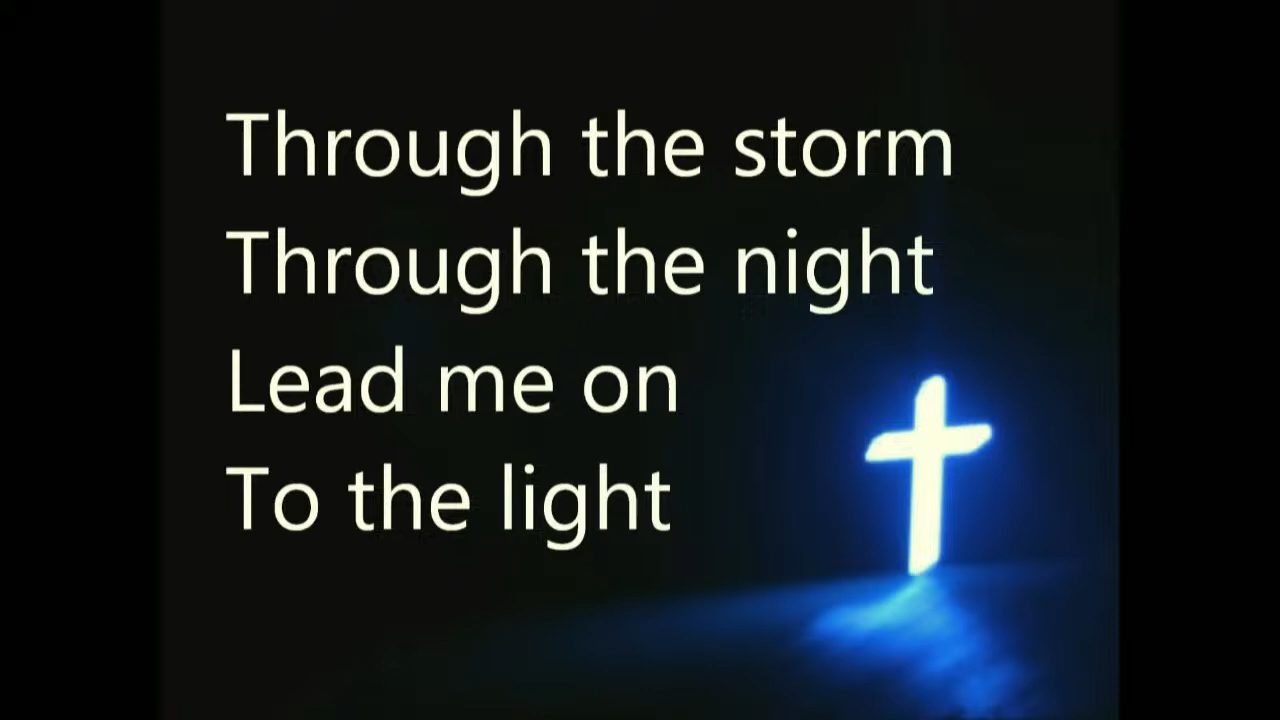 Through the storm
Through the night
Lead me on
To the light